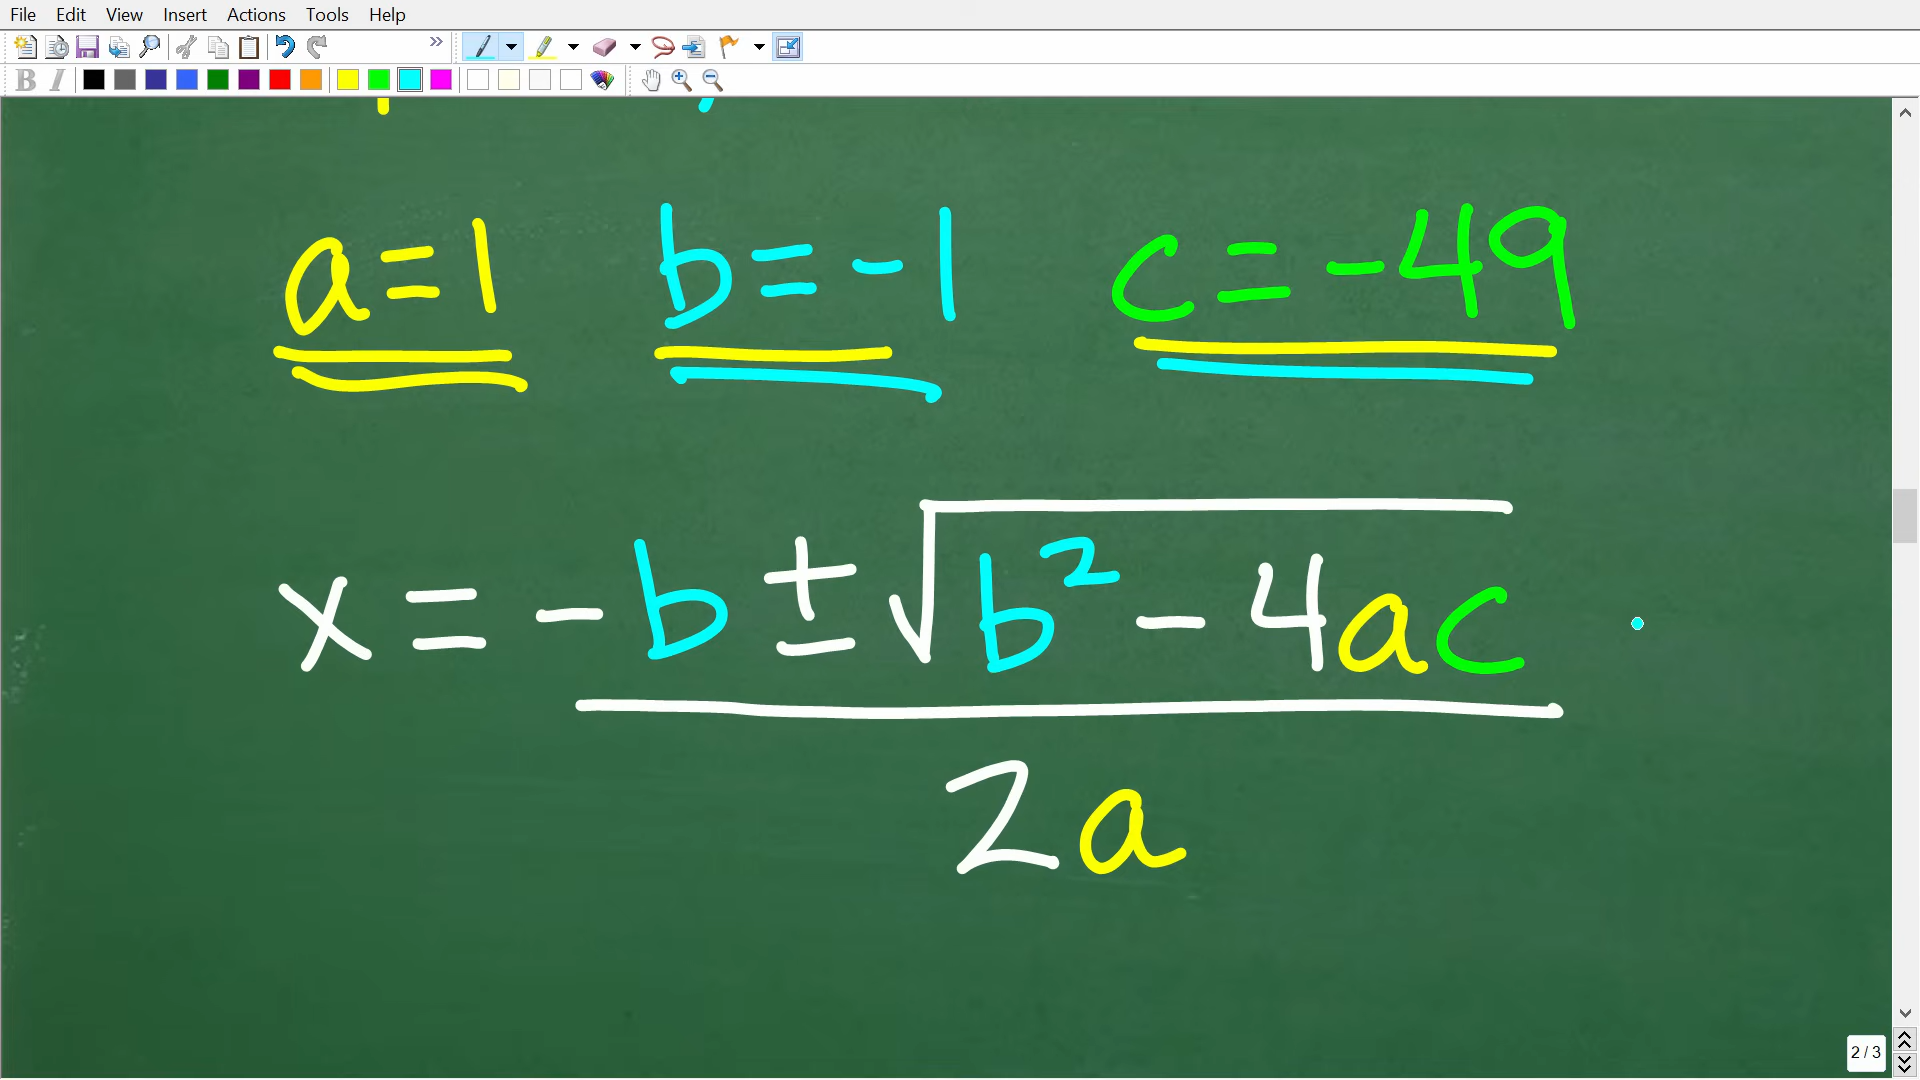 File Edit View Insert Actions Tools Help
»
B I
a=1 b=-1 c=-49
x=-b±√b²-4ac
2a
2/3